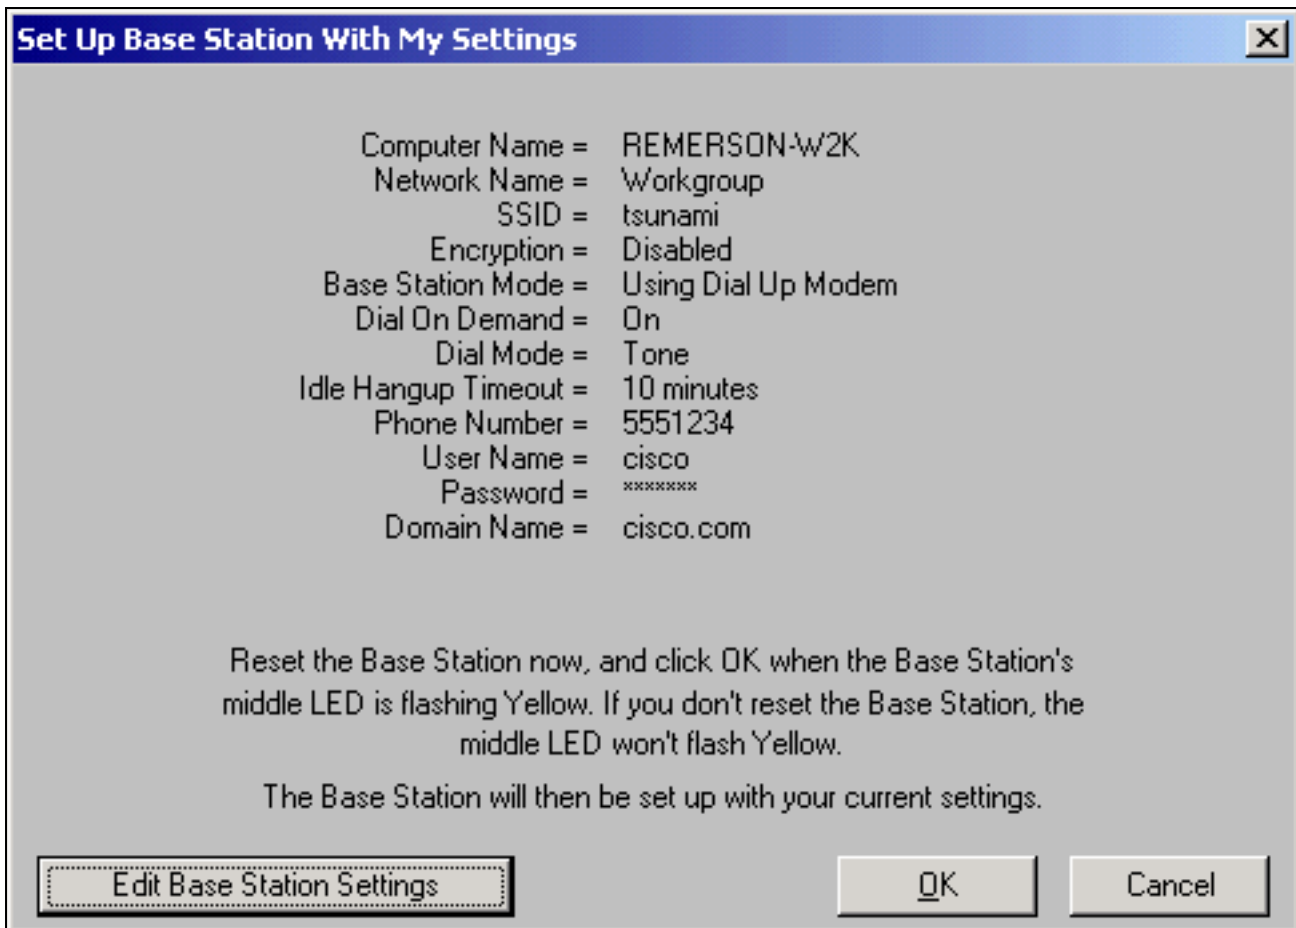 Set Up Base Station With My Settings
Computer Name = REMERSON-W2K
Network Name = Workgroup
SSID = tsunami
Encryption = Disabled
Base Station Mode = Using Dial Up Modem
Dial On Demand = On
Dial Mode = Tone
Idle Hangup Timeout = 10 minutes
Phone Number = 5551234
User Name = cisco
Password = *******
Domain Name = cisco.com
Reset the Base Station now, and click OK when the Base Station's
middle LED is flashing Yellow. If you don't reset the Base Station, the
middle LED won't flash Yellow.
The Base Station will then be set up with your current settings.
Edit Base Station Settings OK Cancel